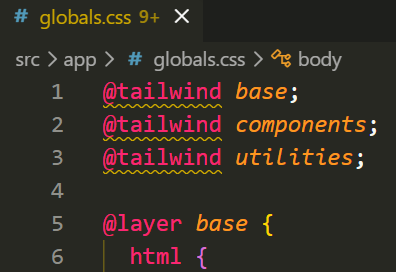 # globals.css 9+ ×
src > app > # globals.css > body
1 @tailwind base;
2 @tailwind components;
3 @tailwind utilities;
4
5 @layer base {
6 html {